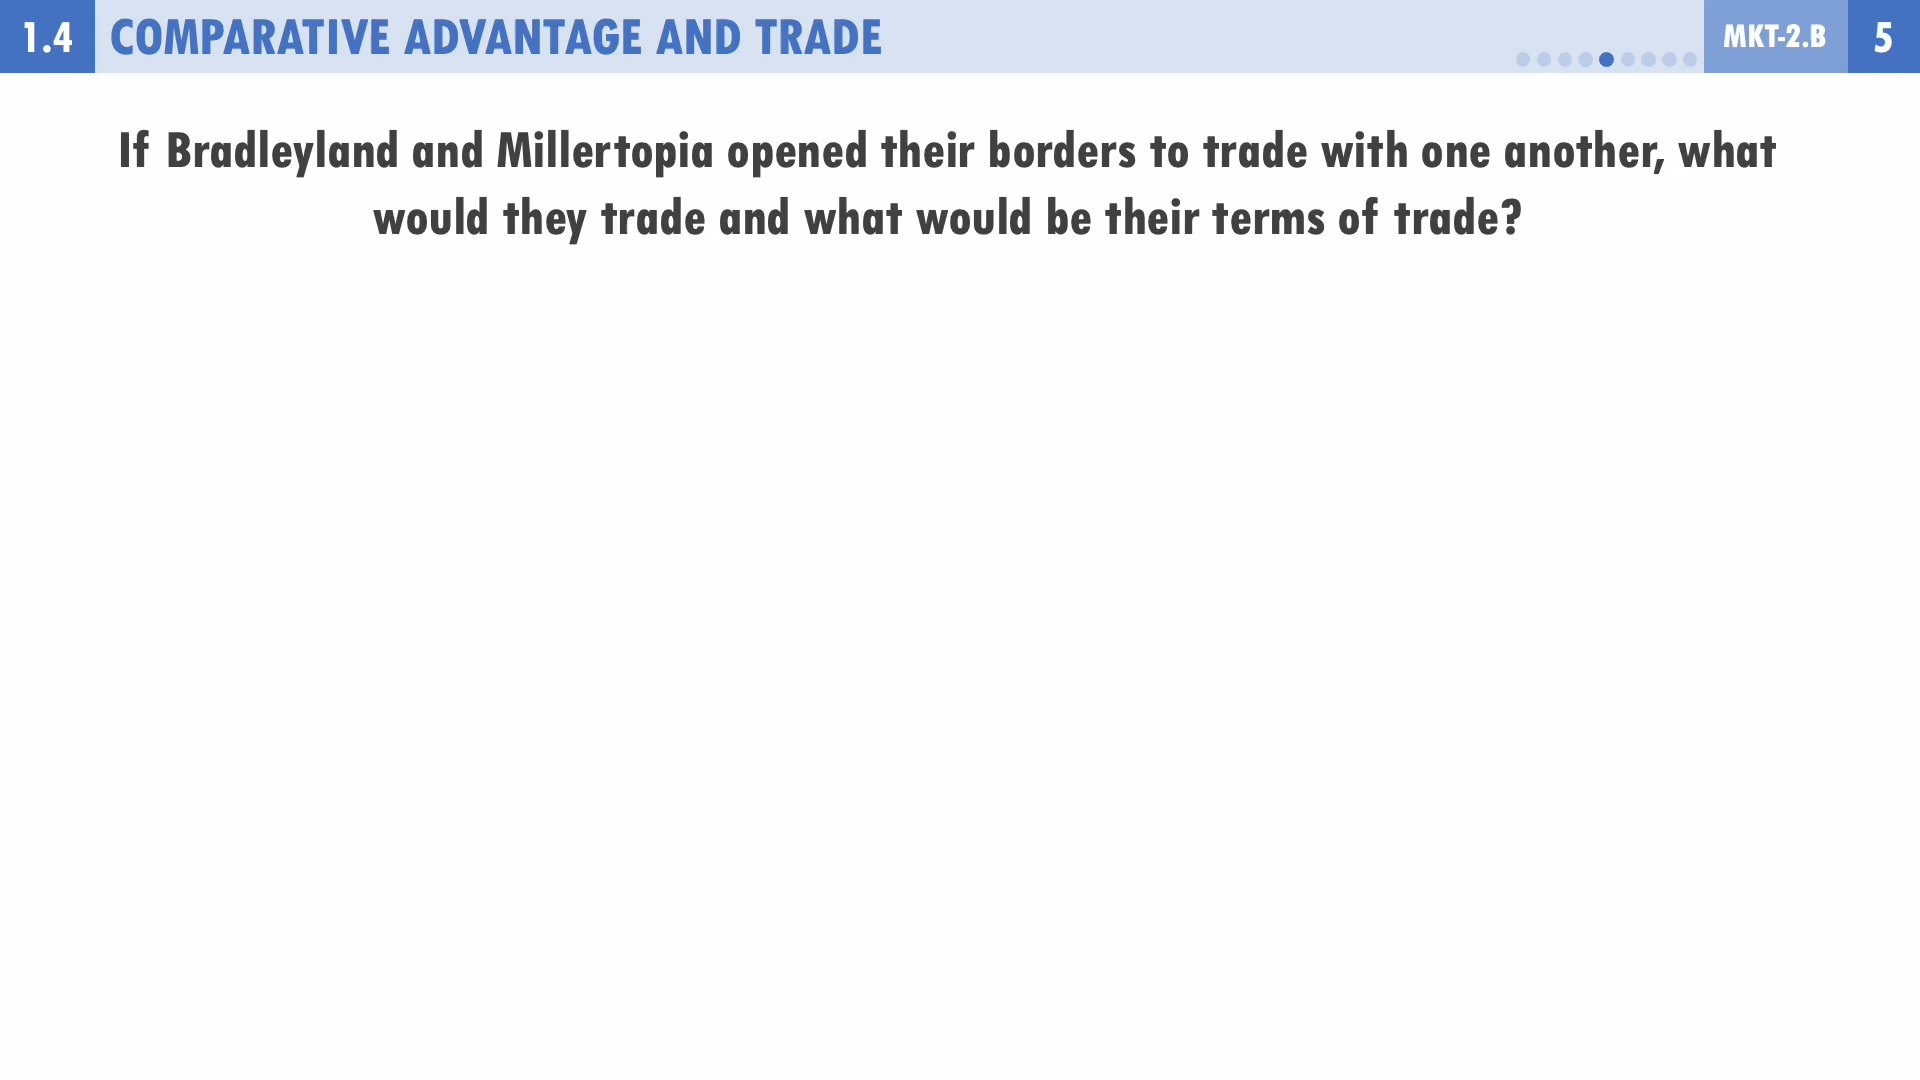 1.4 COMPARATIVE ADVANTAGE AND TRADE MKT-2.B 5
If Bradleyland and Millertopia opened their borders to trade with one another, what
would they trade and what would be their terms of trade?